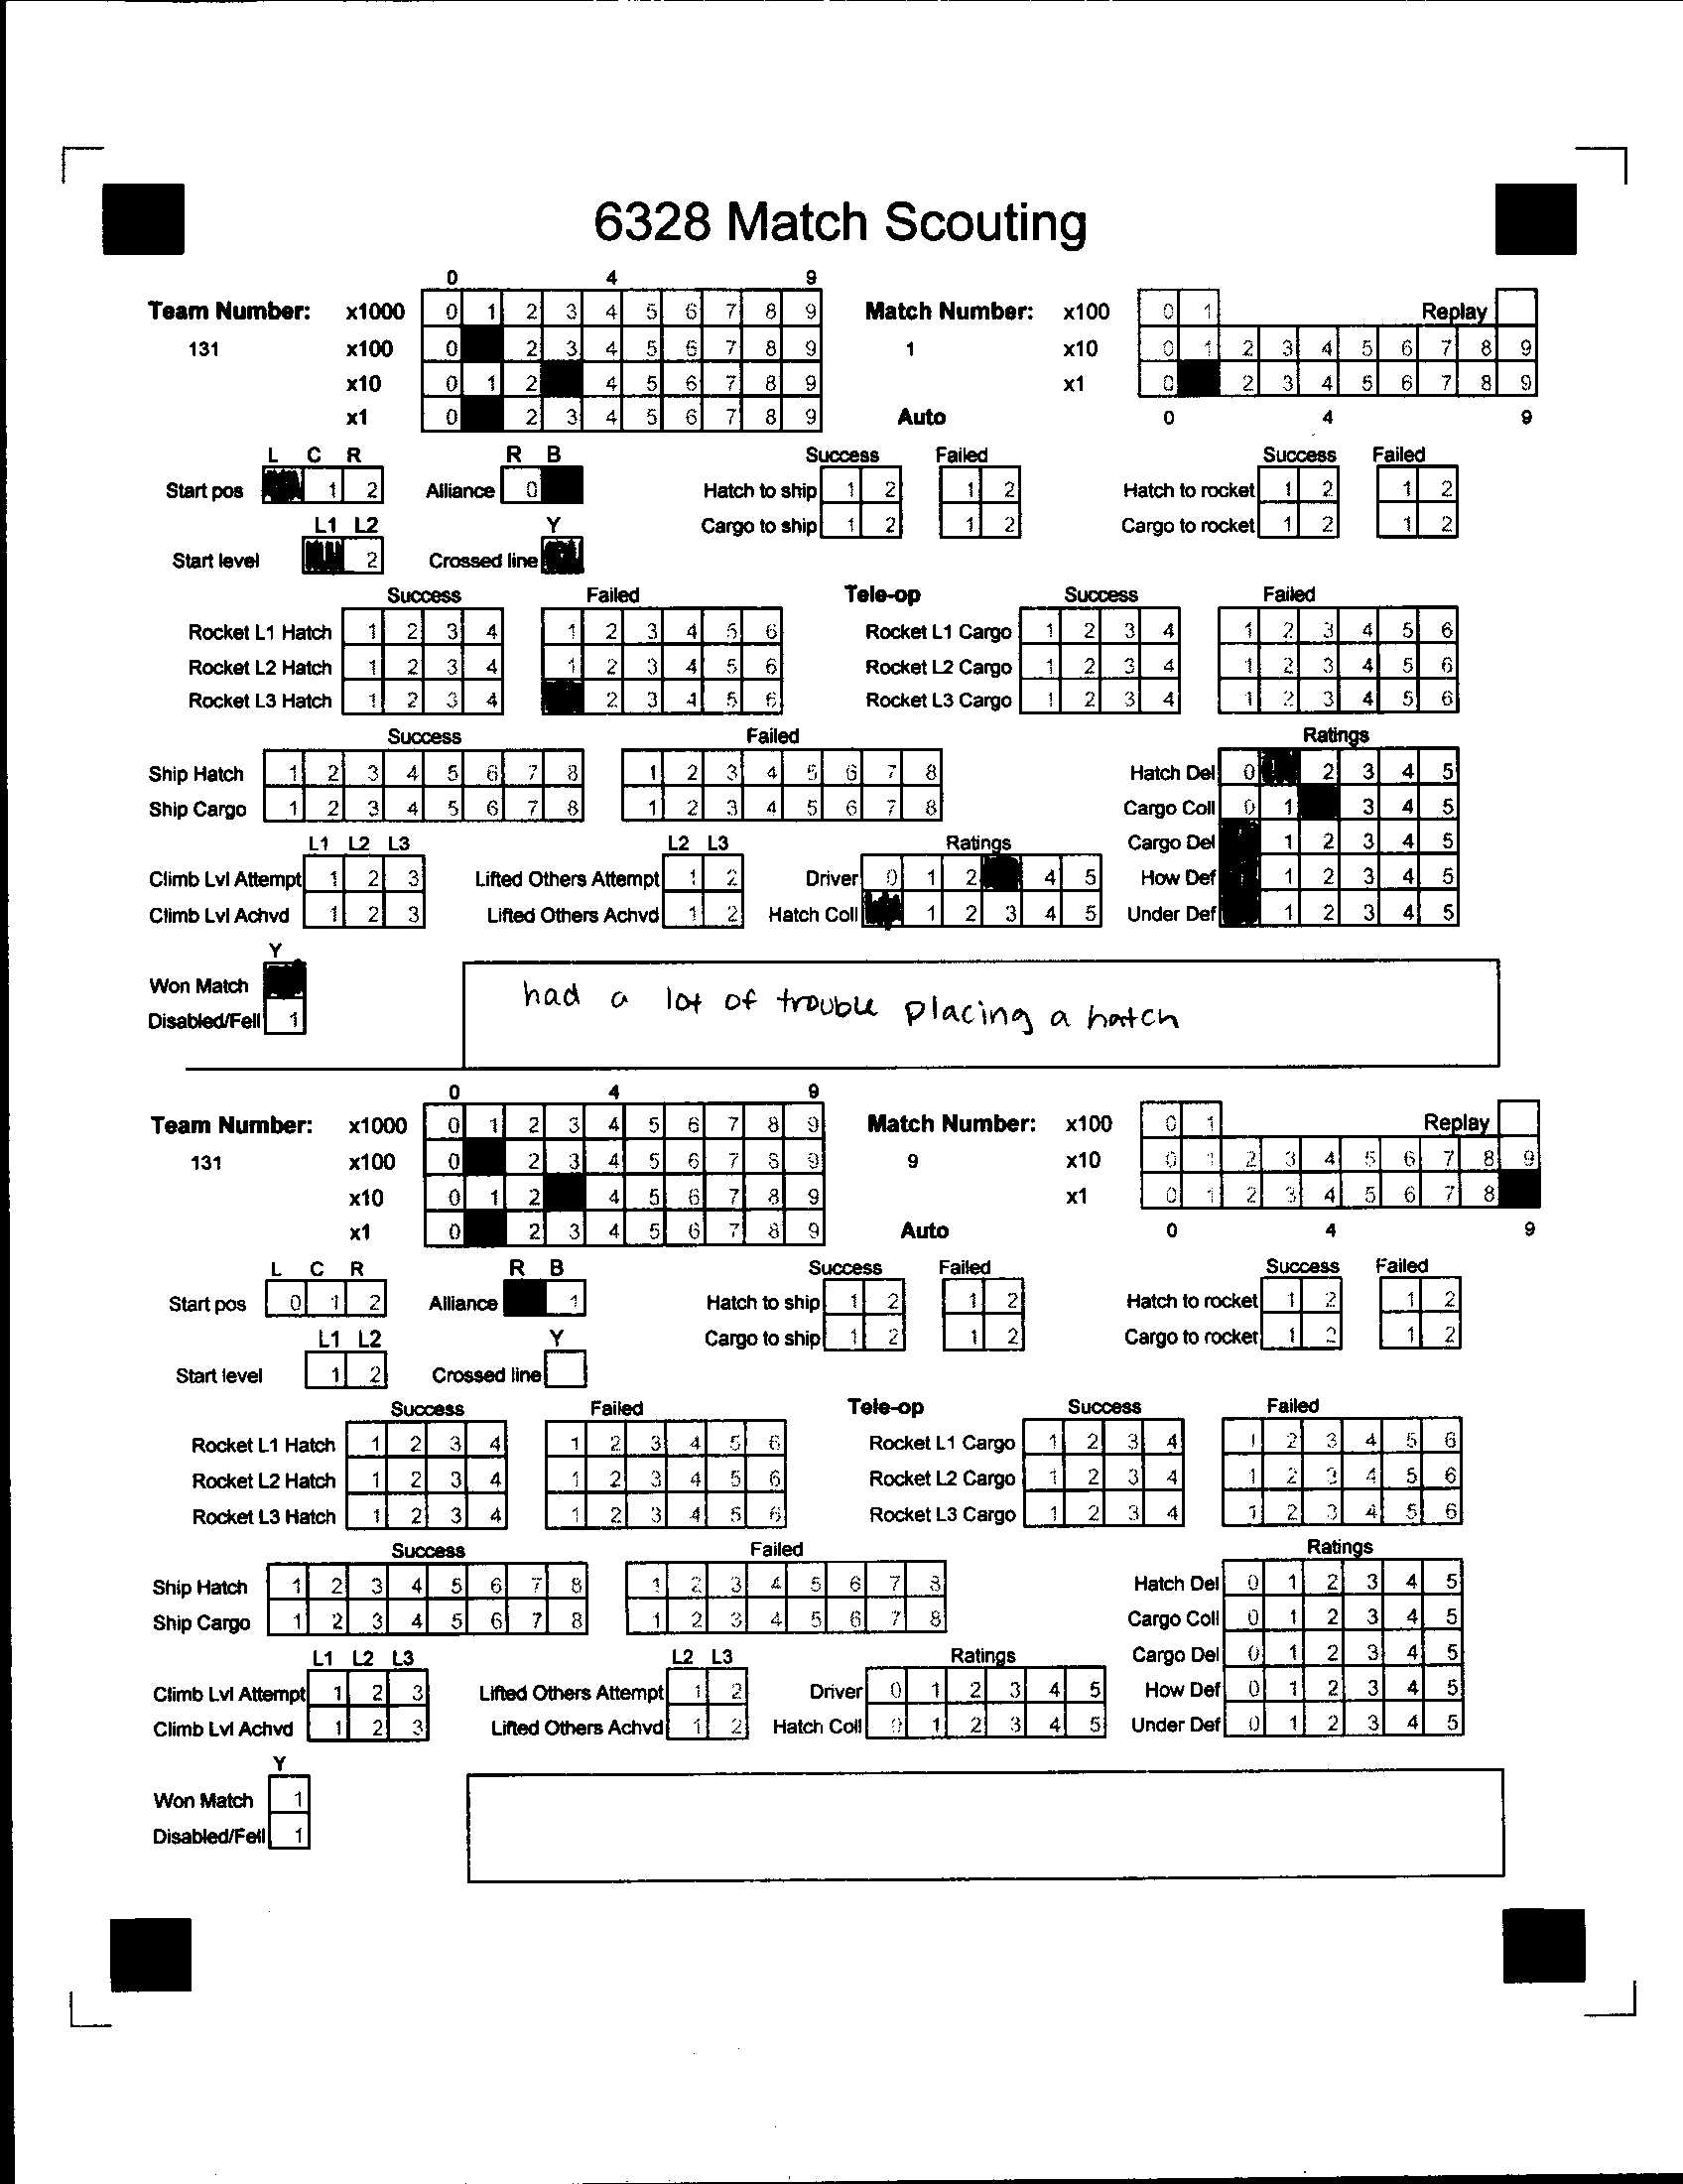 6328 Match Scouting
0 4 9
Team Number: x1000 0 1 2 3 4 5 6 7 8 9 Match Number: x100 0 1 Replay
131 x100 0 2 3 4 5 6 7 8 9 1 x10 0 1 2 3 4 5 6 7 8 9
x10 0 1 2 4 5 6 7 8 9 x1 0 2 3 4 5 6 7 8 9
x1 0 2 3 4 5 6 7 8 9 Auto 0 4 9
L C R R B Success Failed Success Failed
Start pos 1 2 Alliance 0 Hatch to ship 1 2 1 2 Hatch to rocket 1 2 1 2
L1 L2 Y Cargo to ship 1 2 1 2 Cargo to rocket 1 2 1 2
Start level 2 Crossed line
Success Failed Tele-op Success Failed
Rocket L1 Hatch 1 2 3 4 1 2 3 4 5 6 Rocket L1 Cargo 1 2 3 4 1 2 3 4 5 6
Rocket L2 Hatch 1 2 3 4 1 2 3 4 5 6 Rocket L2 Cargo 1 2 3 4 1 2 3 4 5 6
Rocket L3 Hatch 1 2 3 4 2 3 4 5 6 Rocket L3 Cargo 1 2 3 4 1 2 3 4 5 6
Success Failed Ratings
Ship Hatch 1 2 3 4 5 6 7 8 1 2 3 4 5 6 7 8 Hatch Del 0 2 3 4 5
Ship Cargo 1 2 3 4 5 6 7 8 1 2 3 4 5 6 7 8 Cargo Coll 0 1 3 4 5
L1 L2 L3 L2 L3 Ratings Cargo Del 1 2 3 4 5
Climb Lvl Attempt 1 2 3 Lifted Others Attempt 1 2 Driver 0 1 2 4 5 How Def 1 2 3 4 5
Climb Lvl Achvd 1 2 3 Lifted Others Achvd 1 2 Hatch Coll 1 2 3 4 5 Under Def 1 2 3 4 5
Y
Won Match
had a lot of trouble placing a hatch
Disabled/Fell 1
0 4 9
Team Number: x1000 0 1 2 3 4 5 6 7 8 9 Match Number: x100 0 1 Replay
131 x100 0 2 3 4 5 6 7 8 9 9 x10 0 1 2 3 4 5 6 7 8 9
x10 0 1 2 4 5 6 7 8 9 x1 0 1 2 3 4 5 6 7 8
x1 0 2 3 4 5 6 7 8 9 Auto 0 4 9
L C R R B Success Failed Success Failed
Start pos 0 1 2 Alliance 1 Hatch to ship 1 2 1 2 Hatch to rocket 1 2 1 2
L1 L2 Y Cargo to ship 1 2 1 2 Cargo to rocket 1 2 1 2
Start level 1 2 Crossed line
Success Failed Tele-op Success Failed
Rocket L1 Hatch 1 2 3 4 1 2 3 4 5 6 Rocket L1 Cargo 1 2 3 4 1 2 3 4 5 6
Rocket L2 Hatch 1 2 3 4 1 2 3 4 5 6 Rocket L2 Cargo 1 2 3 4 1 2 3 4 5 6
Rocket L3 Hatch 1 2 3 4 1 2 3 4 5 6 Rocket L3 Cargo 1 2 3 4 1 2 3 4 5 6
Success Failed Ratings
Ship Hatch 1 2 3 4 5 6 7 8 1 2 3 4 5 6 7 8 Hatch Del 0 1 2 3 4 5
Ship Cargo 1 2 3 4 5 6 7 8 1 2 3 4 5 6 7 8 Cargo Coll 0 1 2 3 4 5
L1 L2 L3 L2 L3 Ratings Cargo Del 0 1 2 3 4 5
Climb Lvl Attempt 1 2 3 Lifted Others Attempt 1 2 Driver 0 1 2 3 4 5 How Def 0 1 2 3 4 5
Climb Lvl Achvd 1 2 3 Lifted Others Achvd 1 2 Hatch Coll 0 1 2 3 4 5 Under Def 0 1 2 3 4 5
Y
Won Match 1
Disabled/Fell 1